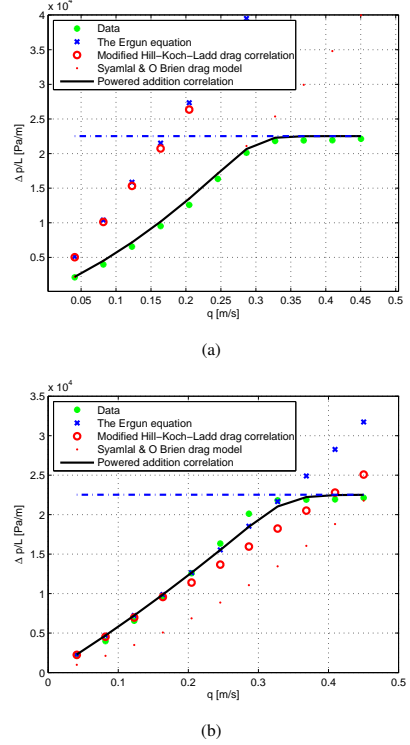 x 10^4
4
3.5
3
2.5
2
1.5
1
0.5
Δ p/L [Pa/m]
Data
The Ergun equation
Modified Hill−Koch−Ladd drag correlation
Syamlal & O Brien drag model
Powered addition correlation
0.05 0.1 0.15 0.2 0.25 0.3 0.35 0.4 0.45 0.5
q [m/s]
(a)
x 10^4
3.5
3
2.5
2
1.5
1
0.5
0
Δ p/L [Pa/m]
Data
The Ergun equation
Modified Hill−Koch−Ladd drag correlation
Syamlal & O Brien drag model
Powered addition correlation
0 0.1 0.2 0.3 0.4 0.5
q [m/s]
(b)